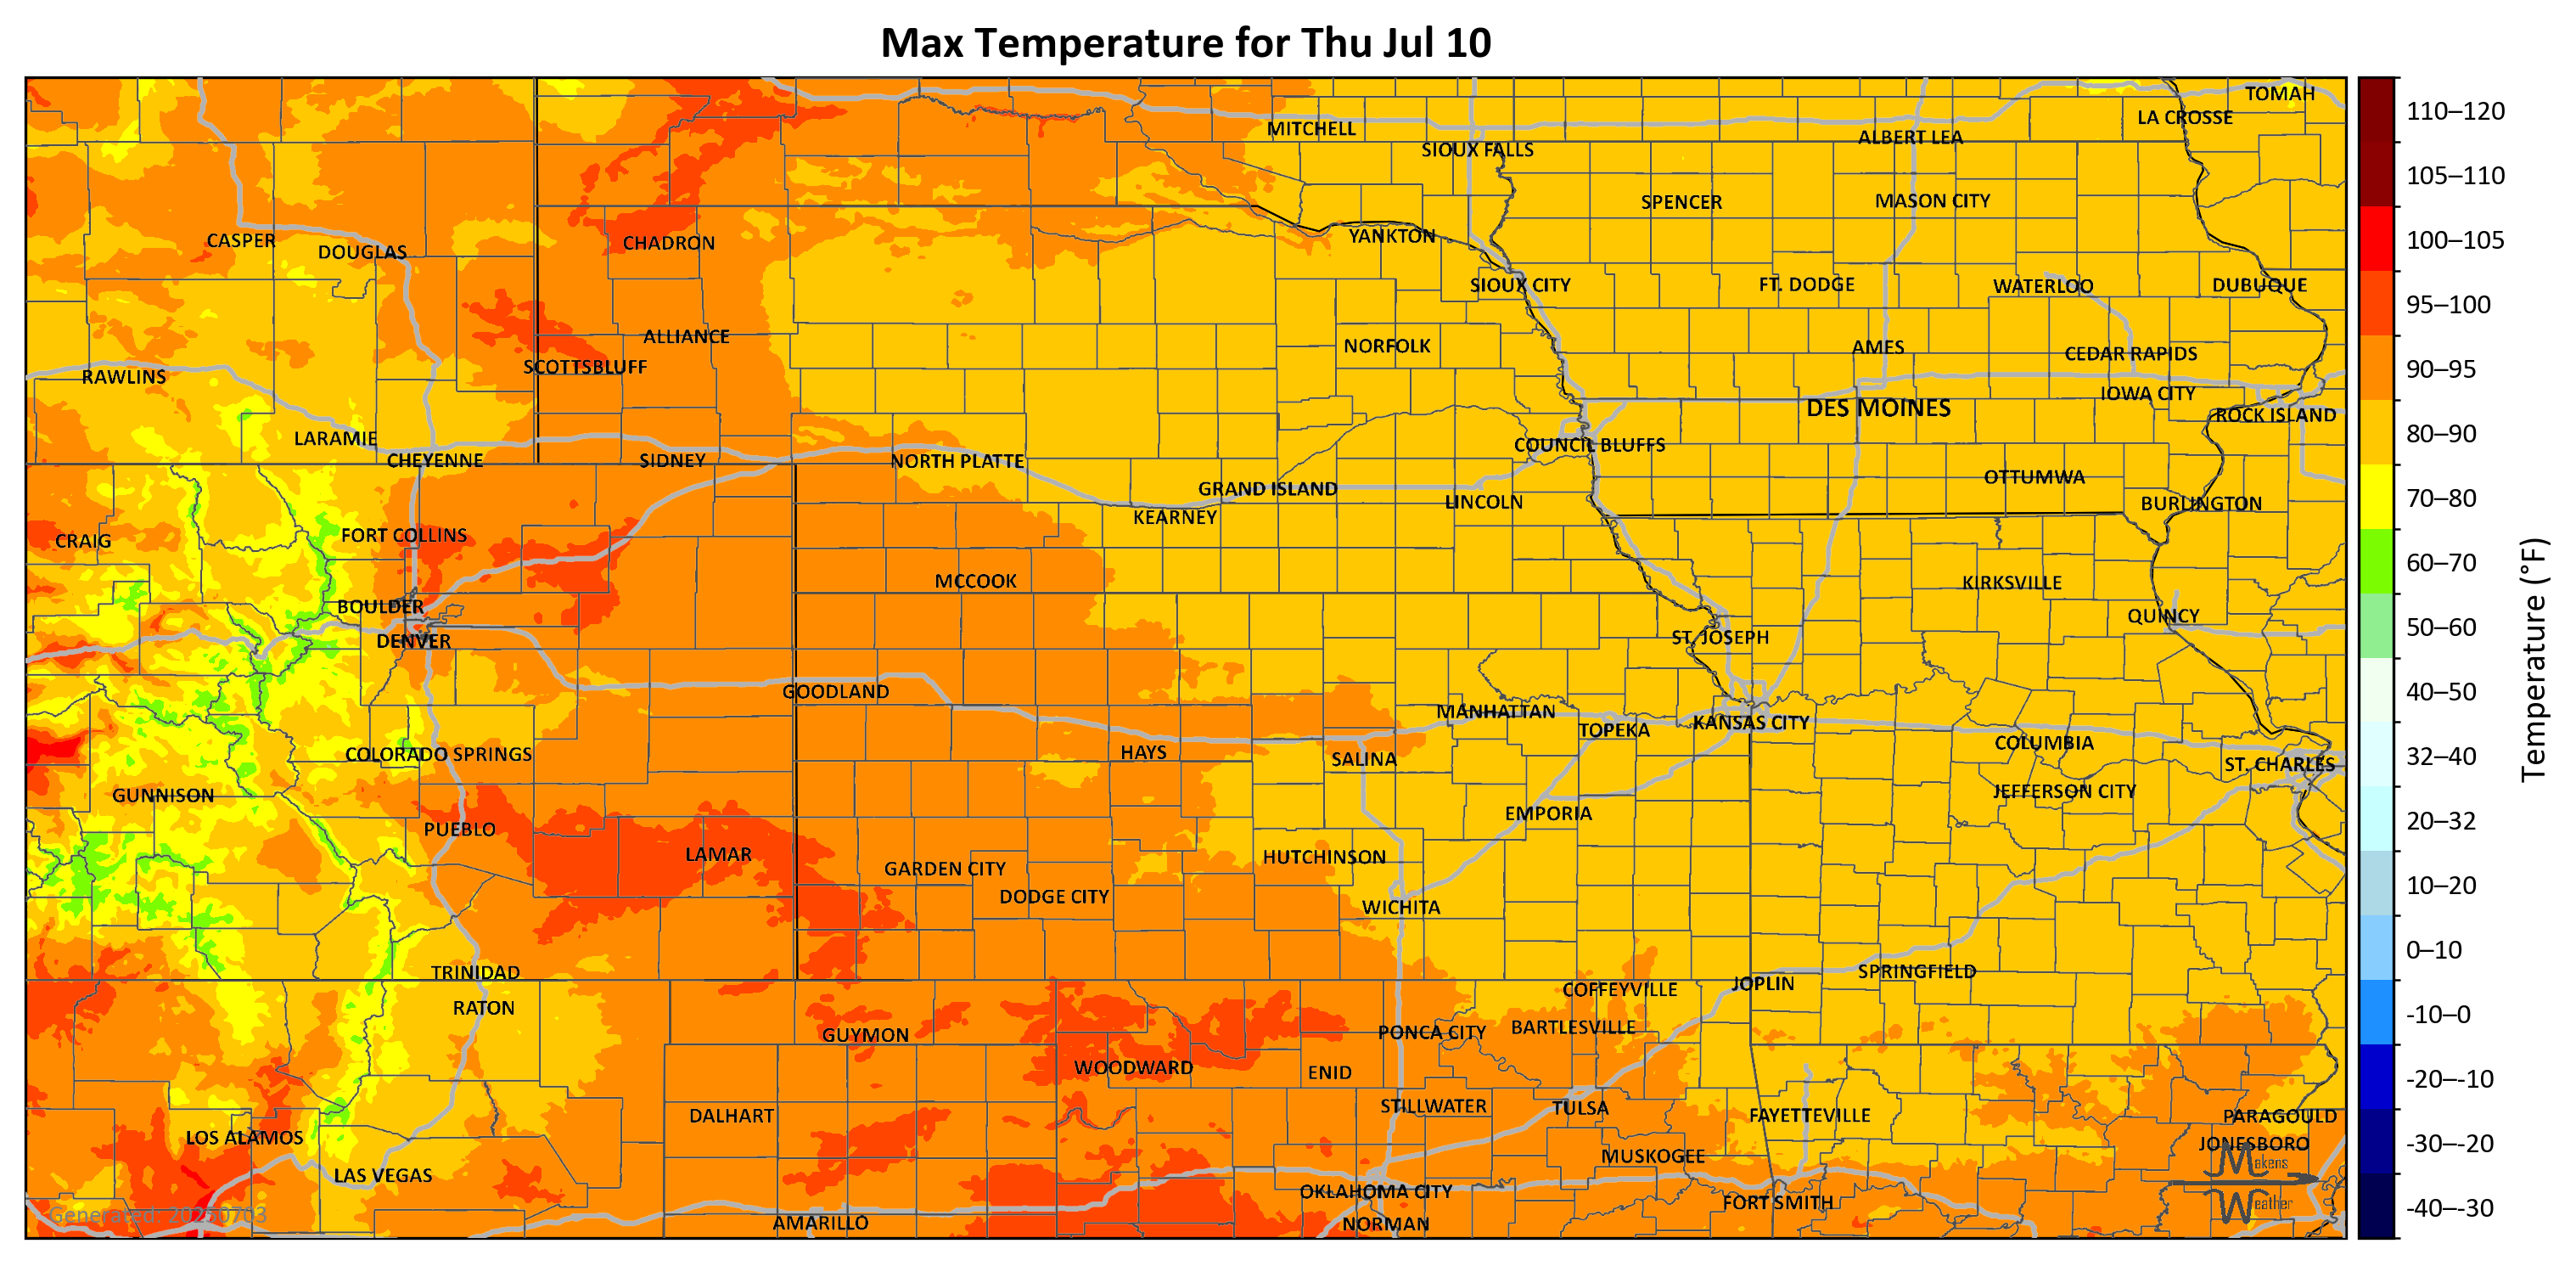 Max Temperature for Thu Jul 10
TOMAH
LA CROSSE
MITCHELL
ALBERT LEA
SIOUX FALLS
SPENCER
MASON CITY
YANKTON
CASPER
DOUGLAS
CHADRON
SIOUX CITY
FT. DODGE
WATERLOO
DUBUQUE
ALLIANCE
NORFOLK
AMES
CEDAR RAPIDS
SCOTTSBLUFF
RAWLINS
IOWA CITY
DES MOINES
ROCK ISLAND
LARAMIE
COUNCIL BLUFFS
CHEYENNE
SIDNEY
NORTH PLATTE
OTTUMWA
GRAND ISLAND
LINCOLN
BURLINGTON
KEARNEY
CRAIG
FORT COLLINS
MCCOOK
KIRKSVILLE
BOULDER
QUINCY
DENVER
ST. JOSEPH
GOODLAND
MANHATTAN
TOPEKA
KANSAS CITY
COLUMBIA
COLORADO SPRINGS
HAYS
SALINA
ST. CHARLES
GUNNISON
JEFFERSON CITY
EMPORIA
PUEBLO
LAMAR
HUTCHINSON
GARDEN CITY
DODGE CITY
WICHITA
TRINIDAD
SPRINGFIELD
JOPLIN
COFFEYVILLE
RATON
GUYMON
PONCA CITY
BARTLESVILLE
WOODWARD
ENID
DALHART
STILLWATER
TULSA
FAYETTEVILLE
PARAGOULD
LOS ALAMOS
JONESBORO
MUSKOGEE
LAS VEGAS
OKLAHOMA CITY
FORT SMITH
AMARILLO
NORMAN
Generated: 20250703
Makens
Weather
110–120
105–110
100–105
95–100
90–95
80–90
70–80
60–70
50–60
40–50
32–40
20–32
10–20
0–10
-10–0
-20–-10
-30–-20
-40–-30
Temperature (°F)